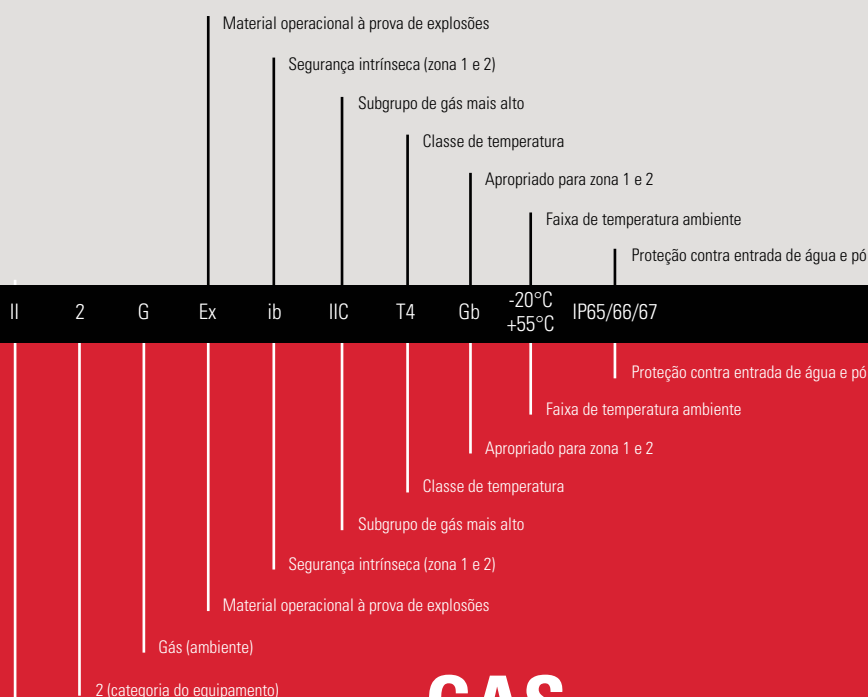 Material operacional à prova de explosões
Segurança intrínseca (zona 1 e 2)
Subgrupo de gás mais alto
Classe de temperatura
Apropriado para zona 1 e 2
Faixa de temperatura ambiente
Proteção contra entrada de água e pó
II 2 G Ex ib IIC T4 Gb -20°C +55°C IP65/66/67
Proteção contra entrada de água e pó
Faixa de temperatura ambiente
Apropriado para zona 1 e 2
Classe de temperatura
Subgrupo de gás mais alto
Segurança intrínseca (zona 1 e 2)
Material operacional à prova de explosões
Gás (ambiente)
2 (categoria do equipamento)
GAS